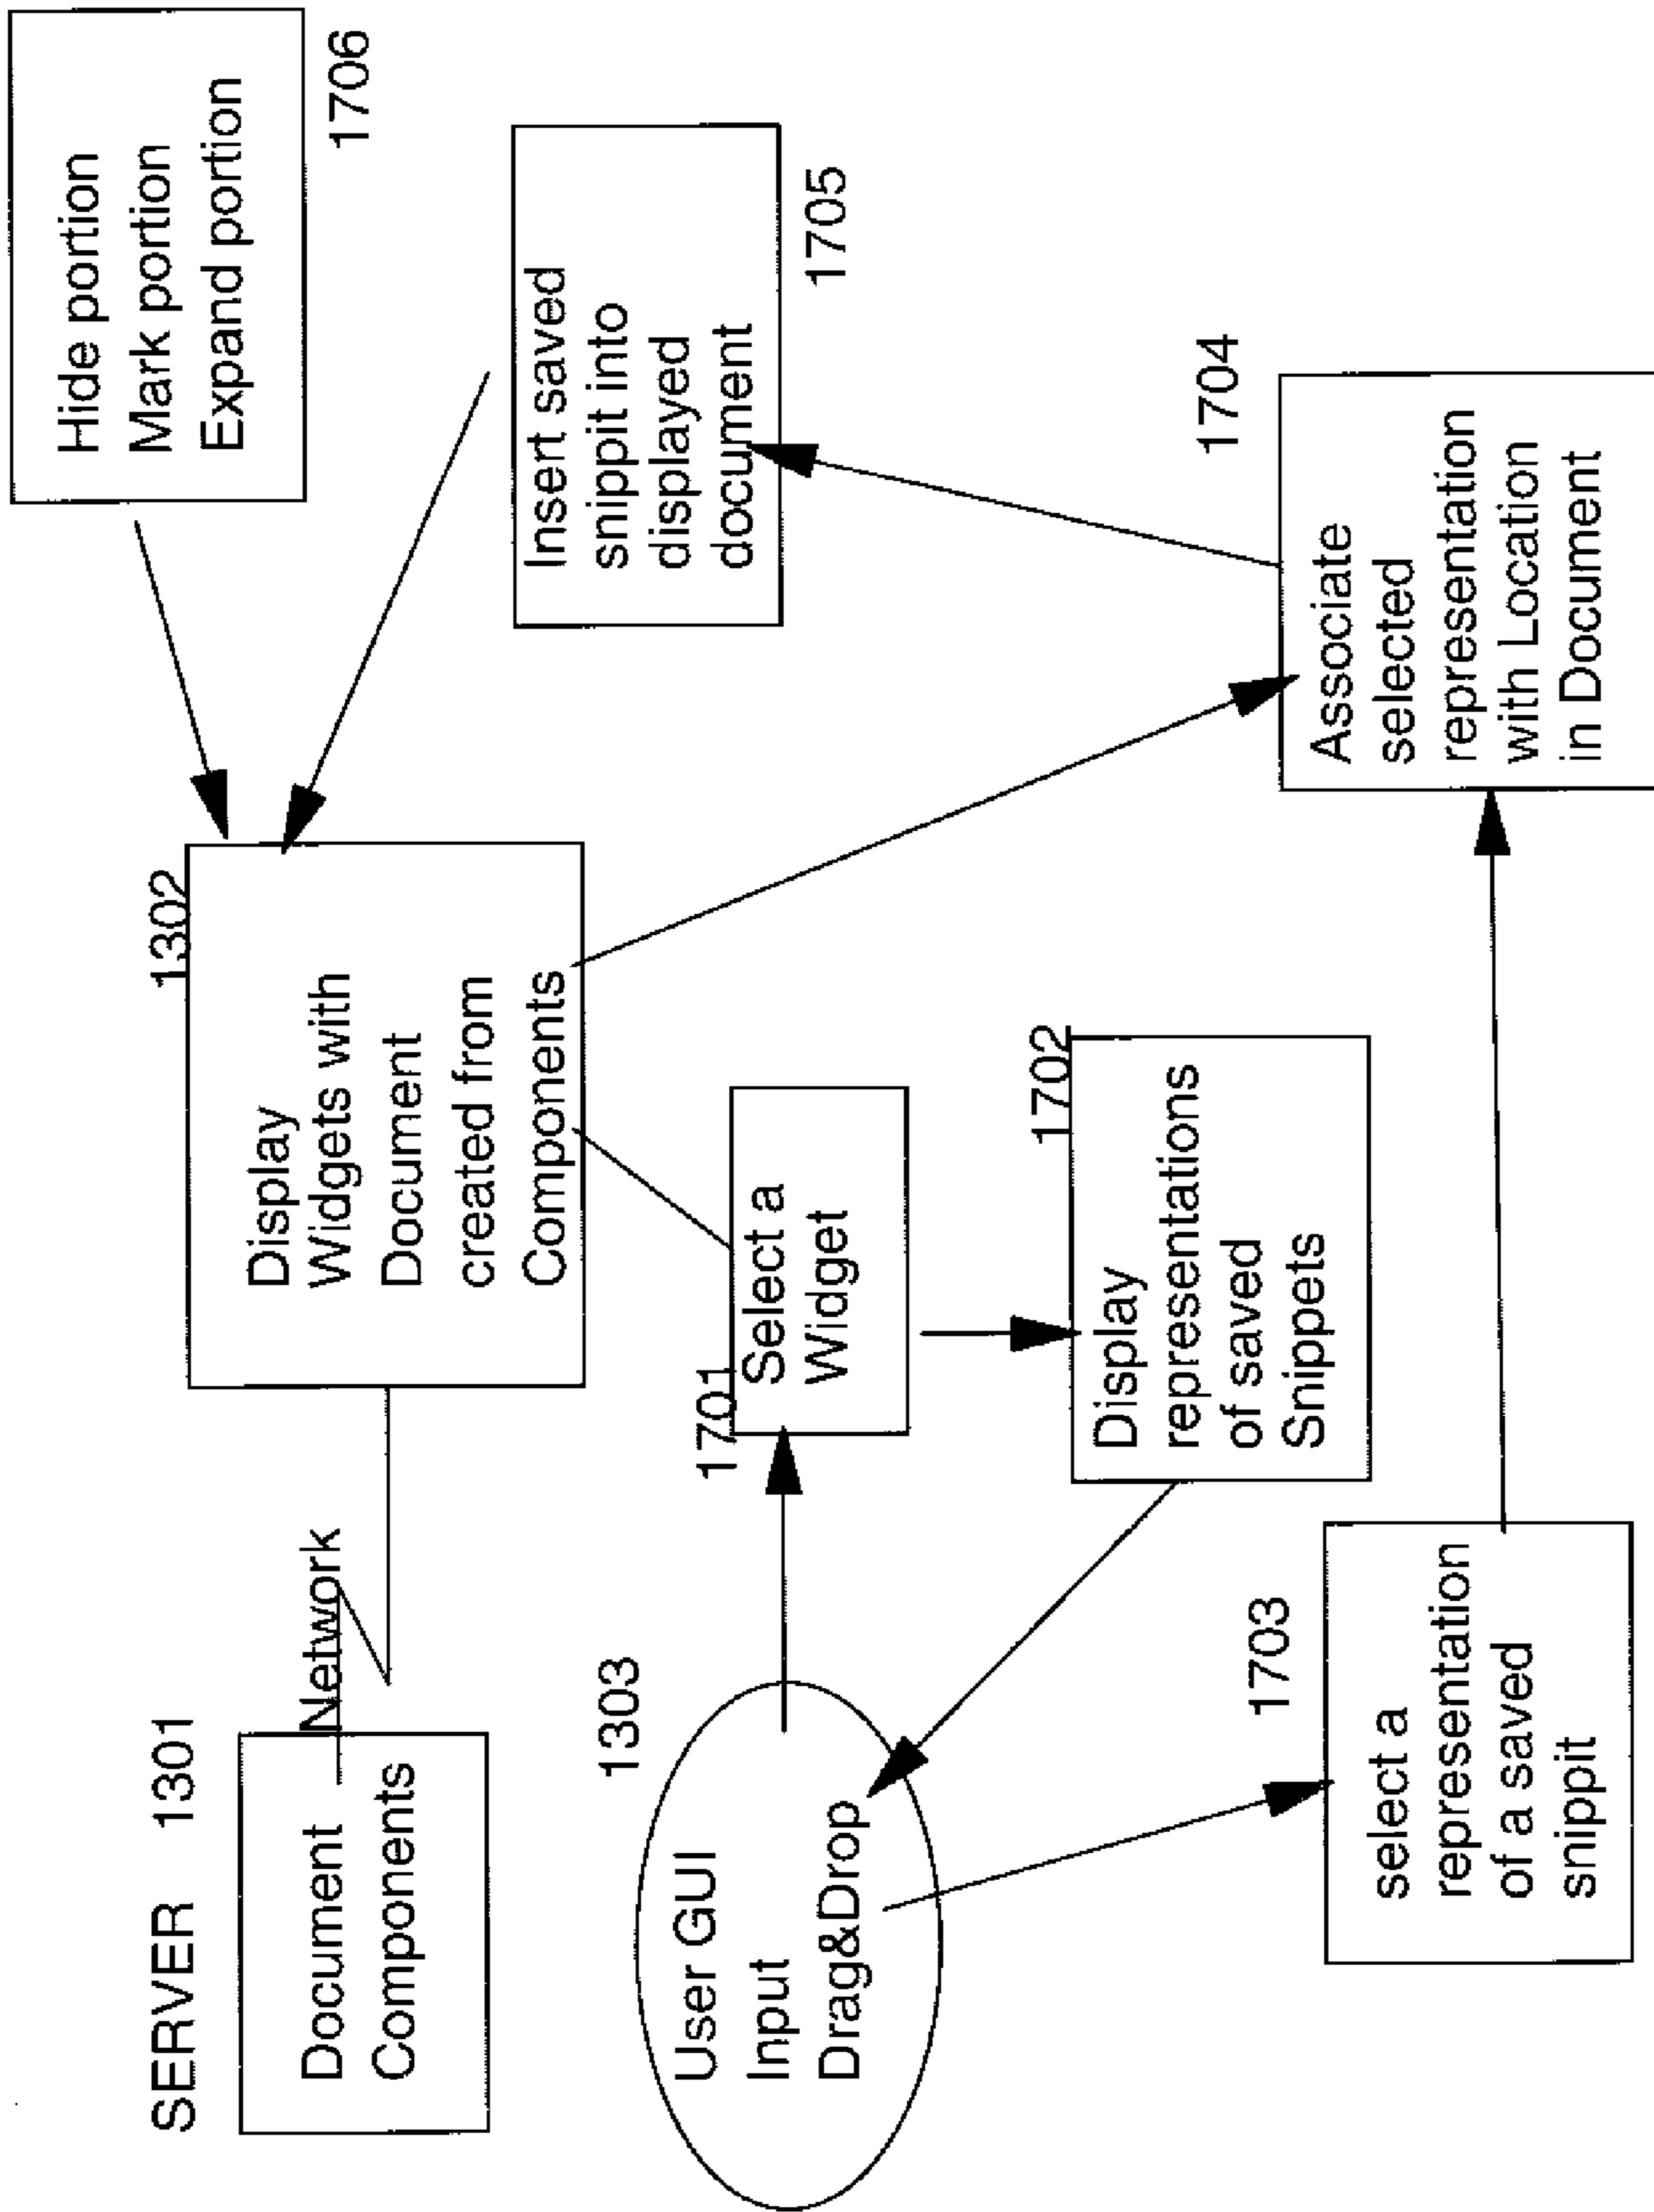 SERVER 1301
Document
Components
Network
1302
Display
Widgets with
Document
created from
Components
Hide portion
Mark portion
Expand portion
1706
1303
User GUI
Input
Drag&Drop
1701
Select a
Widget
Insert saved
snippit into
displayed
document
1705
1702
Display
representations
of saved
Snippets
1703
select a
representation
of a saved
snippit
1704
Associate
selected
representation
with Location
in Document